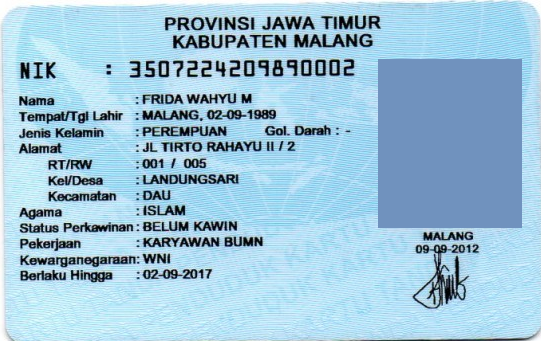 PROVINSI JAWA TIMUR
KABUPATEN MALANG
NIK : 3507224209890002
Nama : FRIDA WAHYU M
Tempat/Tgl Lahir : MALANG, 02-09-1989
Jenis Kelamin : PEREMPUAN Gol. Darah : -
Alamat : JL TIRTO RAHAYU II / 2
RT/RW : 001 / 005
Kel/Desa : LANDUNGSARI
Kecamatan : DAU
Agama : ISLAM
Status Perkawinan: BELUM KAWIN
Pekerjaan : KARYAWAN BUMN
Kewarganegaraan: WNI
Berlaku Hingga : 02-09-2017
MALANG
09-09-2012